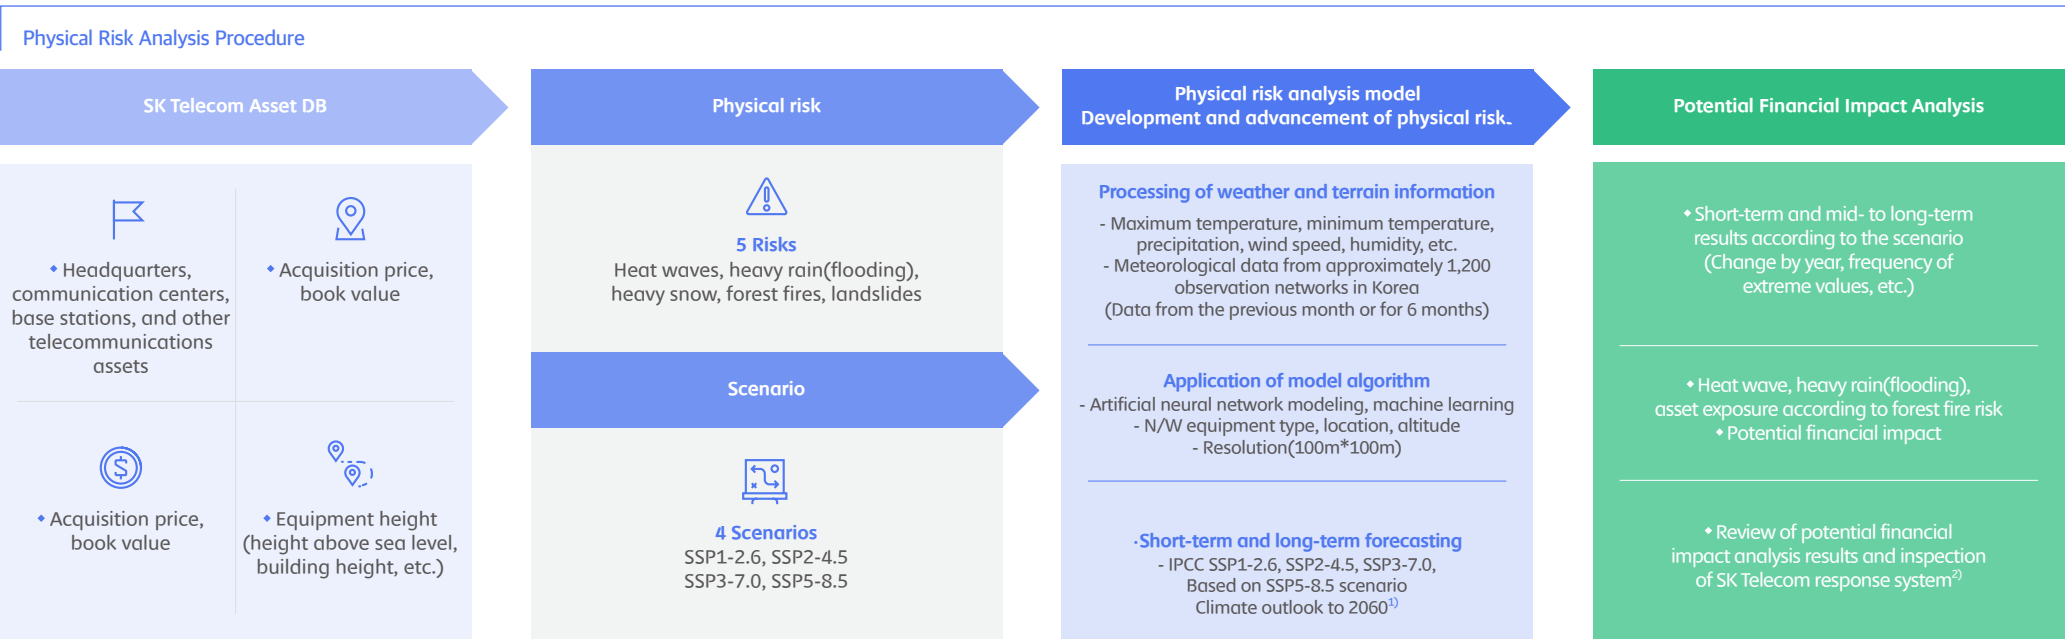 Physical Risk Analysis Procedure
SK Telecom Asset DB
◆ Headquarters,
communication centers,
base stations, and other
telecommunications
assets
◆ Acquisition price,
book value
◆ Acquisition price,
book value
◆ Equipment height
(height above sea level,
building height, etc.)
Physical risk
5 Risks
Heat waves, heavy rain(flooding),
heavy snow, forest fires, landslides
Scenario
4 Scenarios
SSP1-2.6, SSP2-4.5
SSP3-7.0, SSP5-8.5
Physical risk analysis model
Development and advancement of physical risk
Processing of weather and terrain information
- Maximum temperature, minimum temperature,
precipitation, wind speed, humidity, etc.
- Meteorological data from approximately 1,200
observation networks in Korea
(Data from the previous month or for 6 months)
Application of model algorithm
- Artificial neural network modeling, machine learning
- N/W equipment type, location, altitude
- Resolution(100m*100m)
·Short-term and long-term forecasting
- IPCC SSP1-2.6, SSP2-4.5, SSP3-7.0,
Based on SSP5-8.5 scenario
Climate outlook to 2060¹⁾
Potential Financial Impact Analysis
◆ Short-term and mid- to long-term
results according to the scenario
(Change by year, frequency of
extreme values, etc.)
◆ Heat wave, heavy rain(flooding),
asset exposure according to forest fire risk
◆ Potential financial impact
◆ Review of potential financial
impact analysis results and inspection
of SK Telecom response system²⁾